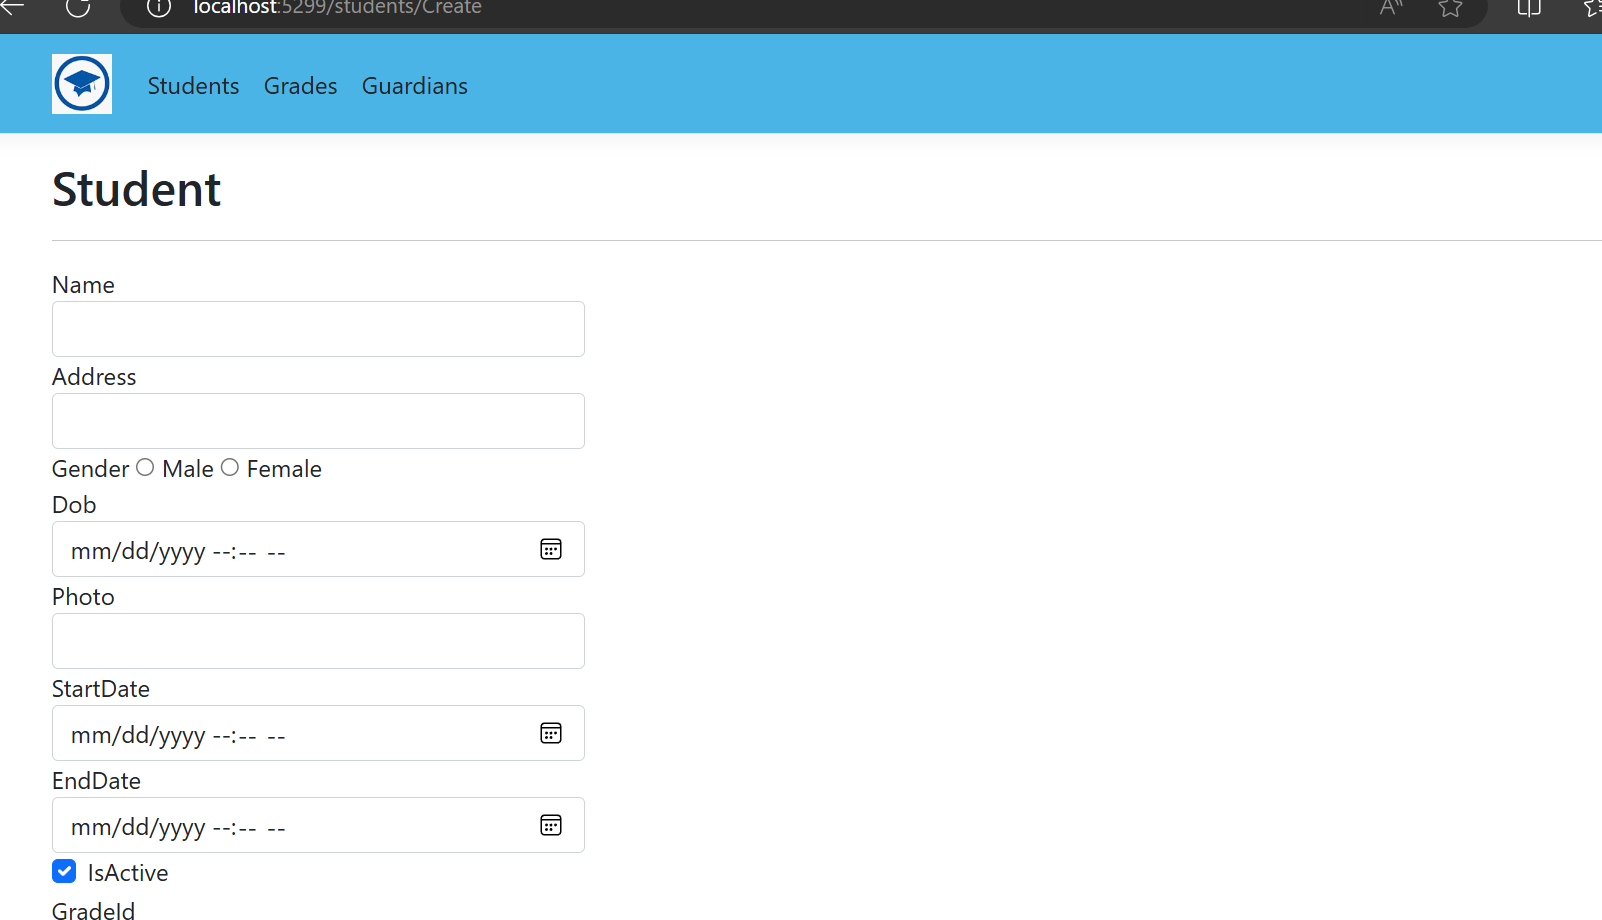 localhost:5299/students/Create
Students Grades Guardians
Student
Name
Address
Gender Male Female
Dob
mm/dd/yyyy --:-- --
Photo
StartDate
mm/dd/yyyy --:-- --
EndDate
mm/dd/yyyy --:-- --
IsActive
GradeId